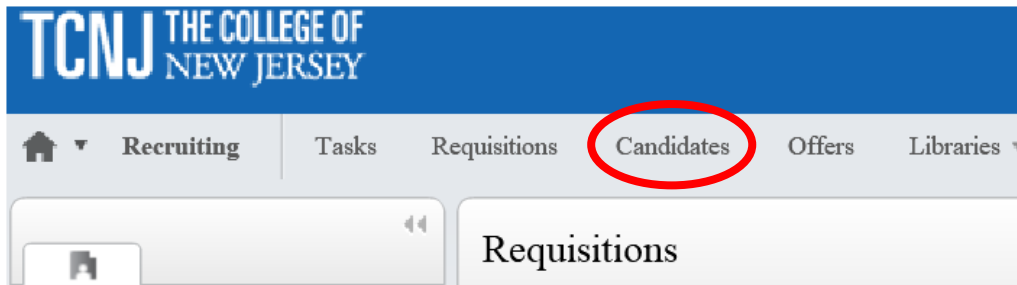 TCNJ THE COLLEGE OF
NEW JERSEY
Recruiting Tasks Requisitions Candidates Offers Libraries
Requisitions